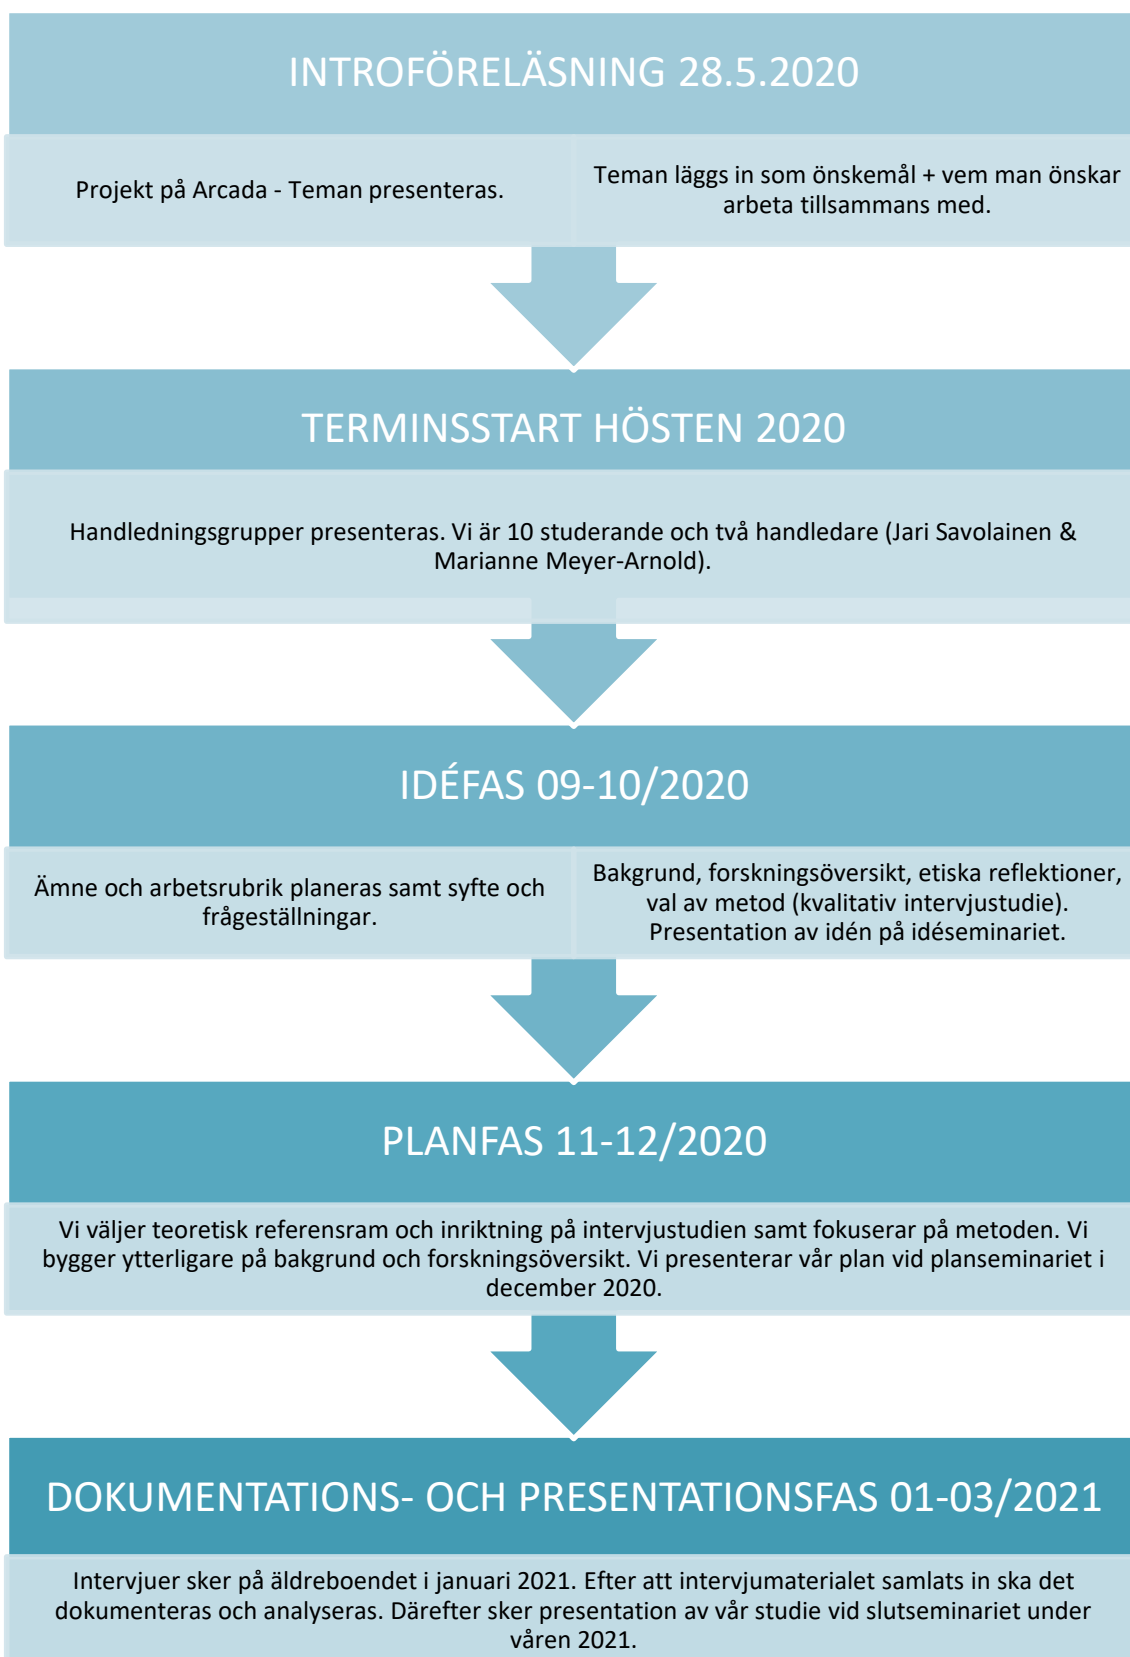 INTROFÖRELÄSNING 28.5.2020
Projekt på Arcada - Teman presenteras.
Teman läggs in som önskemål + vem man önskar
arbeta tillsammans med.
TERMINSSTART HÖSTEN 2020
Handledningsgrupper presenteras. Vi är 10 studerande och två handledare (Jari Savolainen &
Marianne Meyer-Arnold).
IDÉFAS 09-10/2020
Ämne och arbetsrubrik planeras samt syfte och
frågeställningar.
Bakgrund, forskningsöversikt, etiska reflektioner,
val av metod (kvalitativ intervjustudie).
Presentation av idén på idéseminariet.
PLANFAS 11-12/2020
Vi väljer teoretisk referensram och inriktning på intervjustudien samt fokuserar på metoden. Vi
bygger ytterligare på bakgrund och forskningsöversikt. Vi presenterar vår plan vid planseminariet i
december 2020.
DOKUMENTATIONS- OCH PRESENTATIONSFAS 01-03/2021
Intervjuer sker på äldreboendet i januari 2021. Efter att intervjumaterialet samlats in ska det
dokumenteras och analyseras. Därefter sker presentation av vår studie vid slutseminariet under
våren 2021.